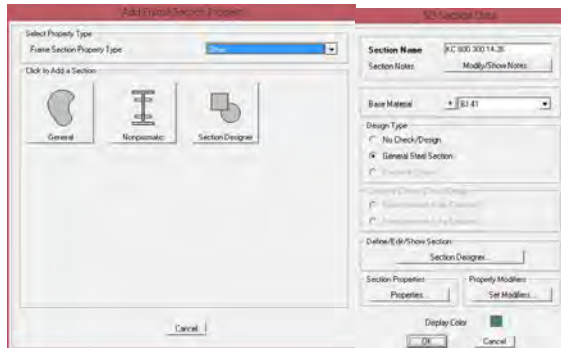 Add Frame Section Property
Select Property Type
Frame Section Property Type
Other
Click to Add a Section
General
Nonprismatic
Section Designer
Cancel
SD Section Data
Section Name
KC 600.300.14.26
Section Notes
Modify/Show Notes...
Base Material
+
BJ 41
Design Type
No Check/Design
General Steel Section
Define/Edit/Show Section
Section Designer...
Section Properties
Properties...
Property Modifiers
Set Modifiers...
Display Color
OK
Cancel